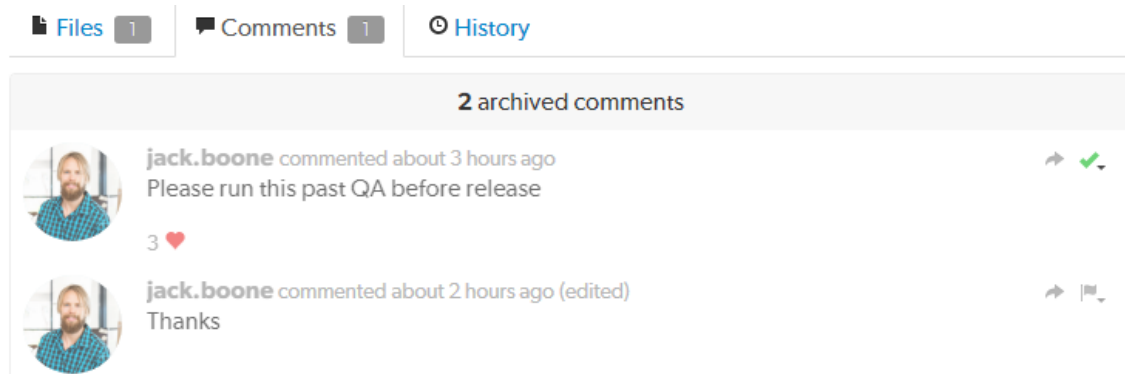 Files 1 Comments 1 History
2 archived comments
jack.boone commented about 3 hours ago
Please run this past QA before release
3
jack.boone commented about 2 hours ago (edited)
Thanks